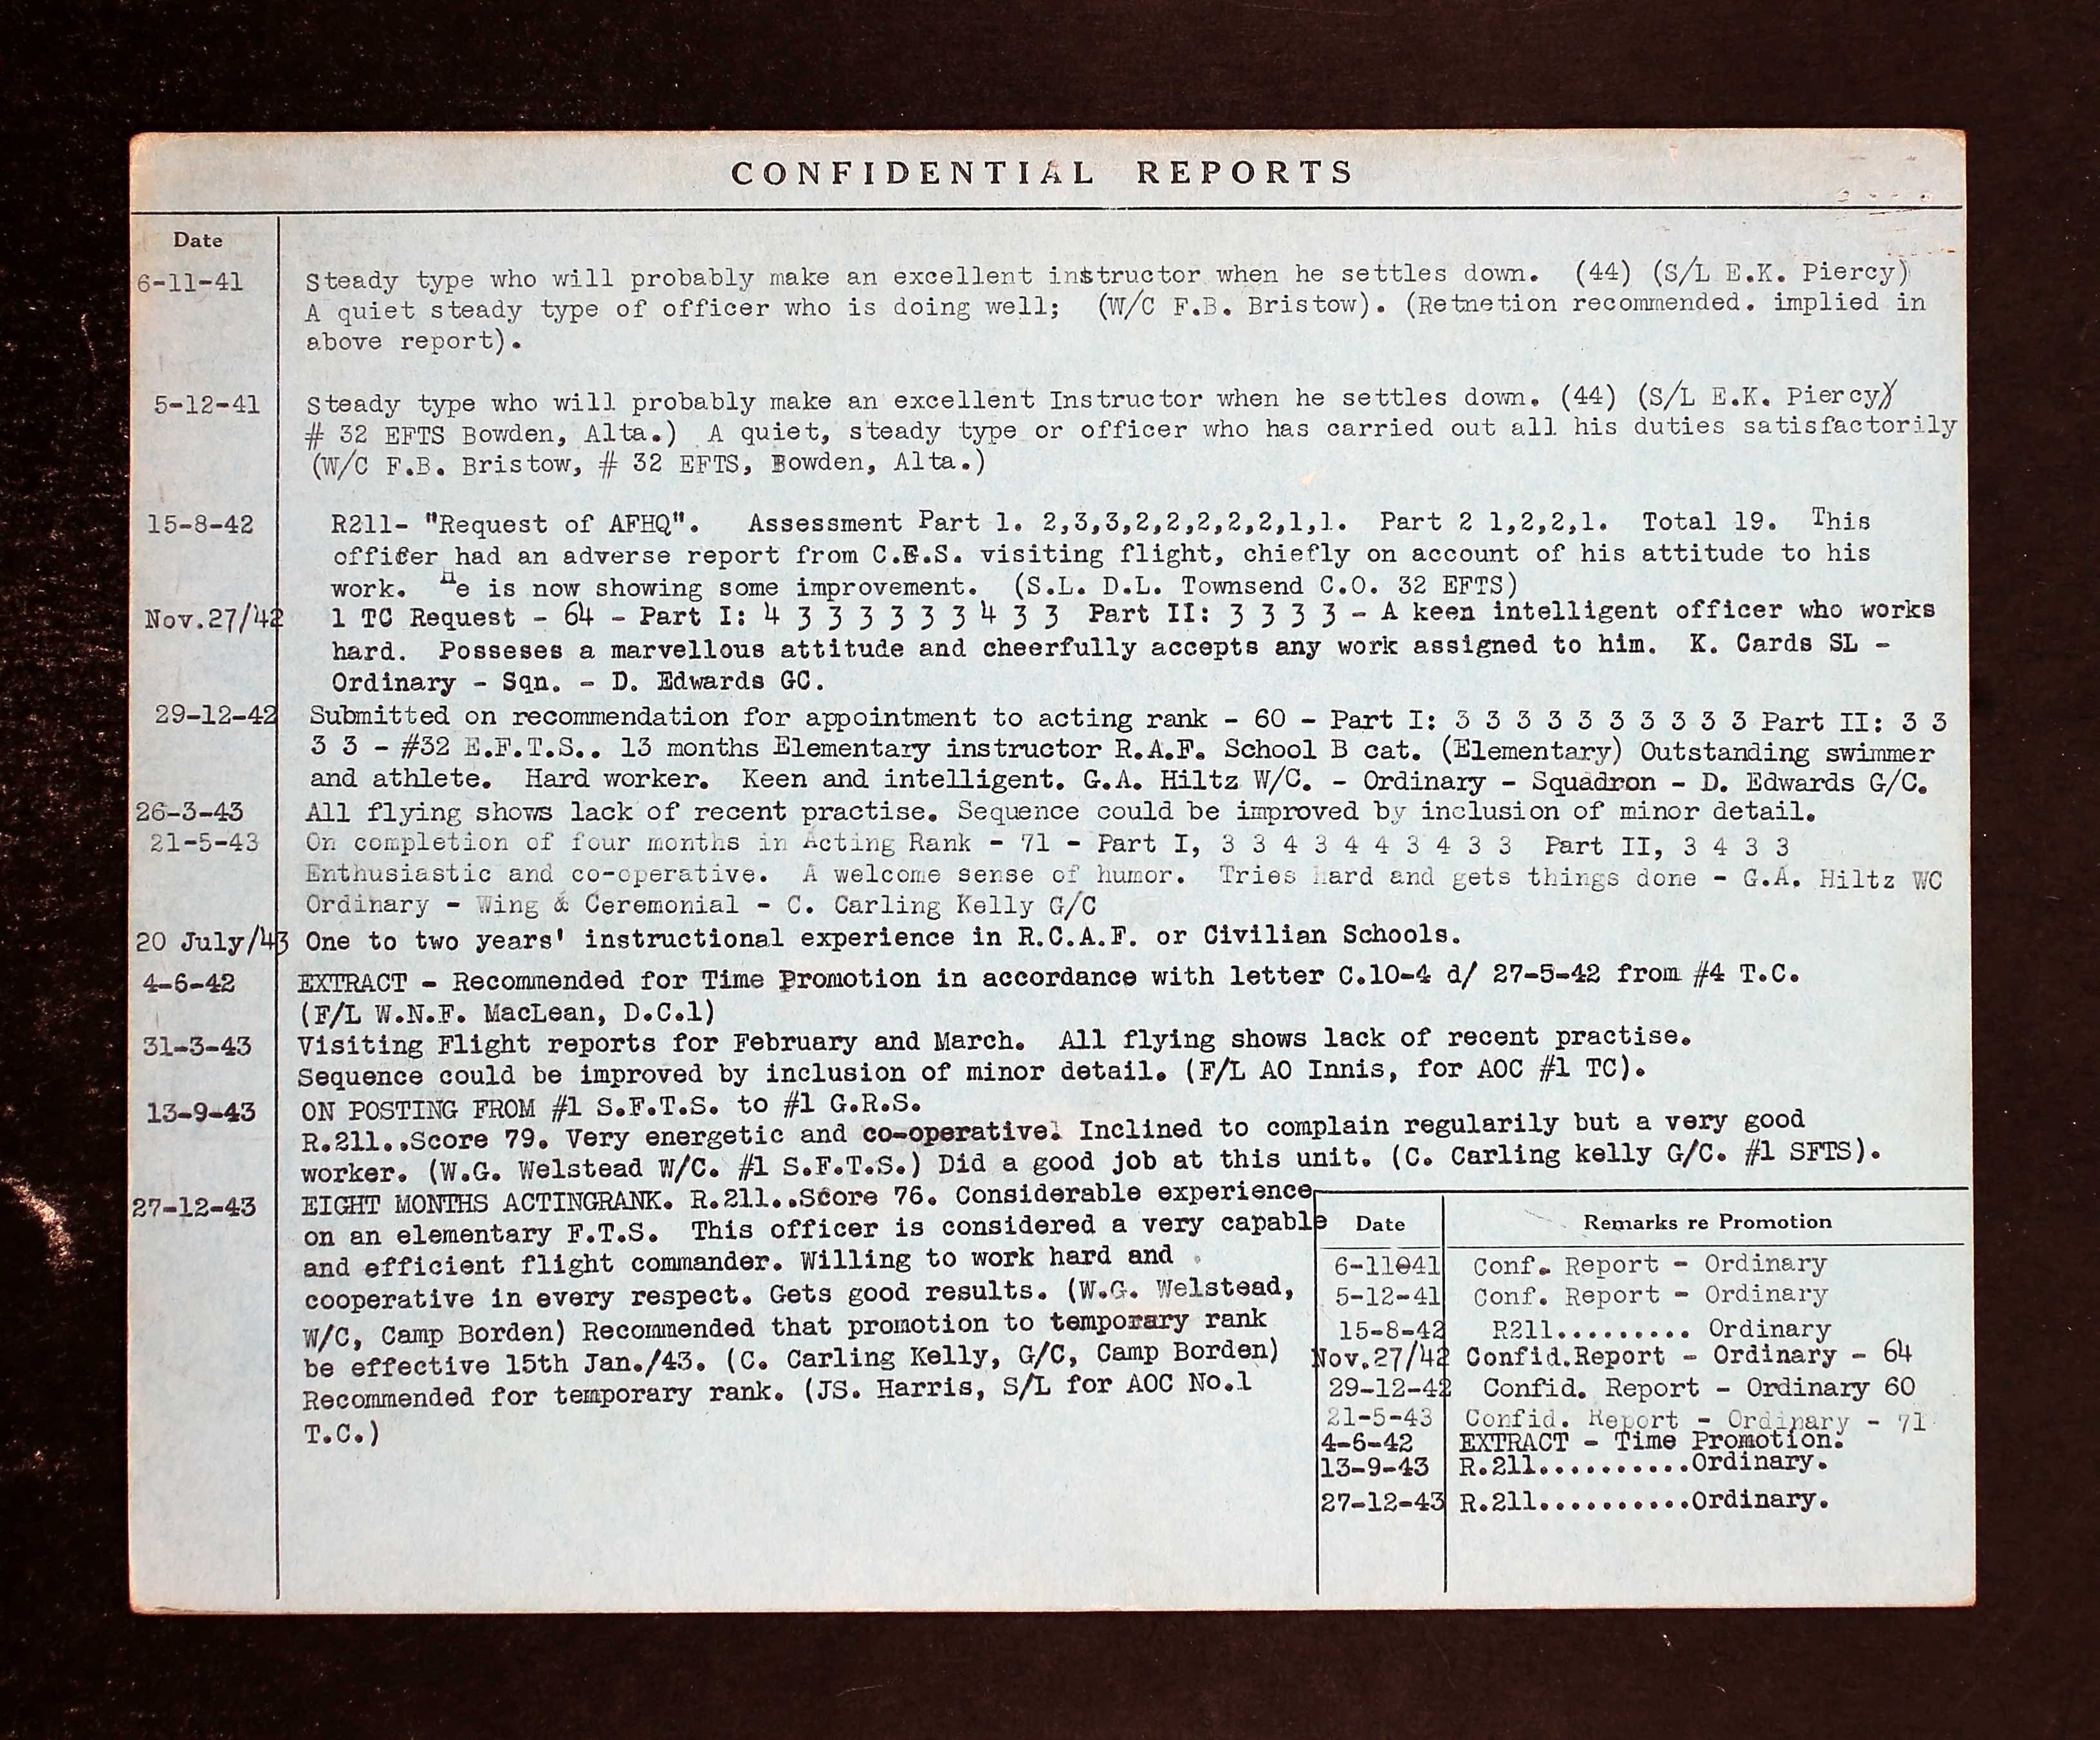 CONFIDENTIAL REPORTS
Date
6-11-41 Steady type who will probably make an excellent instructor when he settles down. (44) (S/L E.K. Piercy)
A quiet steady type of officer who is doing well; (W/C F.B. Bristow). (Retnetion recommended. implied in
above report).
5-12-41 Steady type who will probably make an excellent Instructor when he settles down. (44) (S/L E.K. Piercy)
# 32 EFTS Bowden, Alta.) A quiet, steady type or officer who has carried out all his duties satisfactorily
(W/C F.B. Bristow, # 32 EFTS, Bowden, Alta.)
15-8-42 R211- "Request of AFHQ". Assessment Part 1. 2,3,3,2,2,2,2,2,1,1. Part 2 1,2,2,1. Total 19. This
officer had an adverse report from C.F.S. visiting flight, chiefly on account of his attitude to his
work. He is now showing some improvement. (S.L. D.L. Townsend C.O. 32 EFTS)
Nov.27/42 1 TC Request - 64 - Part I: 4 3 3 3 3 3 3 4 3 3 Part II: 3 3 3 3 - A keen intelligent officer who works
hard. Posseses a marvellous attitude and cheerfully accepts any work assigned to him. K. Cards SL -
Ordinary - Sqn. - D. Edwards GC.
29-12-42 Submitted on recommendation for appointment to acting rank - 60 - Part I: 3 3 3 3 3 3 3 3 3 3 Part II: 3 3
3 3 - #32 E.F.T.S.. 13 months Elementary instructor R.A.F. School B cat. (Elementary) Outstanding swimmer
and athlete. Hard worker. Keen and intelligent. G.A. Hiltz W/C. - Ordinary - Squadron - D. Edwards G/C.
26-3-43 All flying shows lack of recent practise. Sequence could be improved by inclusion of minor detail.
21-5-43 On completion of four months in Acting Rank - 71 - Part I, 3 3 4 3 4 4 3 4 3 3 Part II, 3 4 3 3
Enthusiastic and co-operative. A welcome sense of humor. Tries hard and gets things done - G.A. Hiltz WC
Ordinary - Wing & Ceremonial - C. Carling Kelly G/C
20 July/43 One to two years' instructional experience in R.C.A.F. or Civilian Schools.
4-6-42 EXTRACT - Recommended for Time Promotion in accordance with letter C.10-4 d/ 27-5-42 from #4 T.C.
(F/L W.N.F. MacLean, D.C.1)
31-3-43 Visiting Flight reports for February and March. All flying shows lack of recent practise.
Sequence could be improved by inclusion of minor detail. (F/L AO Innis, for AOC #1 TC).
13-9-43 ON POSTING FROM #1 S.F.T.S. to #1 G.R.S.
R.211..Score 79. Very energetic and co-operative. Inclined to complain regularily but a very good
worker. (W.G. Welstead W/C. #1 S.F.T.S.) Did a good job at this unit. (C. Carling kelly G/C. #1 SFTS).
27-12-43 EIGHT MONTHS ACTINGRANK. R.211..Score 76. Considerable experience
on an elementary F.T.S. This officer is considered a very capable
and efficient flight commander. Willing to work hard and
cooperative in every respect. Gets good results. (W.G. Welstead,
W/C, Camp Borden) Recommended that promotion to temporary rank
be effective 15th Jan./43. (C. Carling Kelly, G/C, Camp Borden)
Recommended for temporary rank. (JS. Harris, S/L for AOC No.1
T.C.)
Date Remarks re Promotion
6-11041 Conf. Report - Ordinary
5-12-41 Conf. Report - Ordinary
15-8-42 R211......... Ordinary
Nov.27/42 Confid.Report - Ordinary - 64
29-12-42 Confid. Report - Ordinary 60
21-5-43 Confid. Report - Ordinary - 71
4-6-42 EXTRACT - Time Promotion.
13-9-43 R.211..........Ordinary.
27-12-43 R.211..........Ordinary.